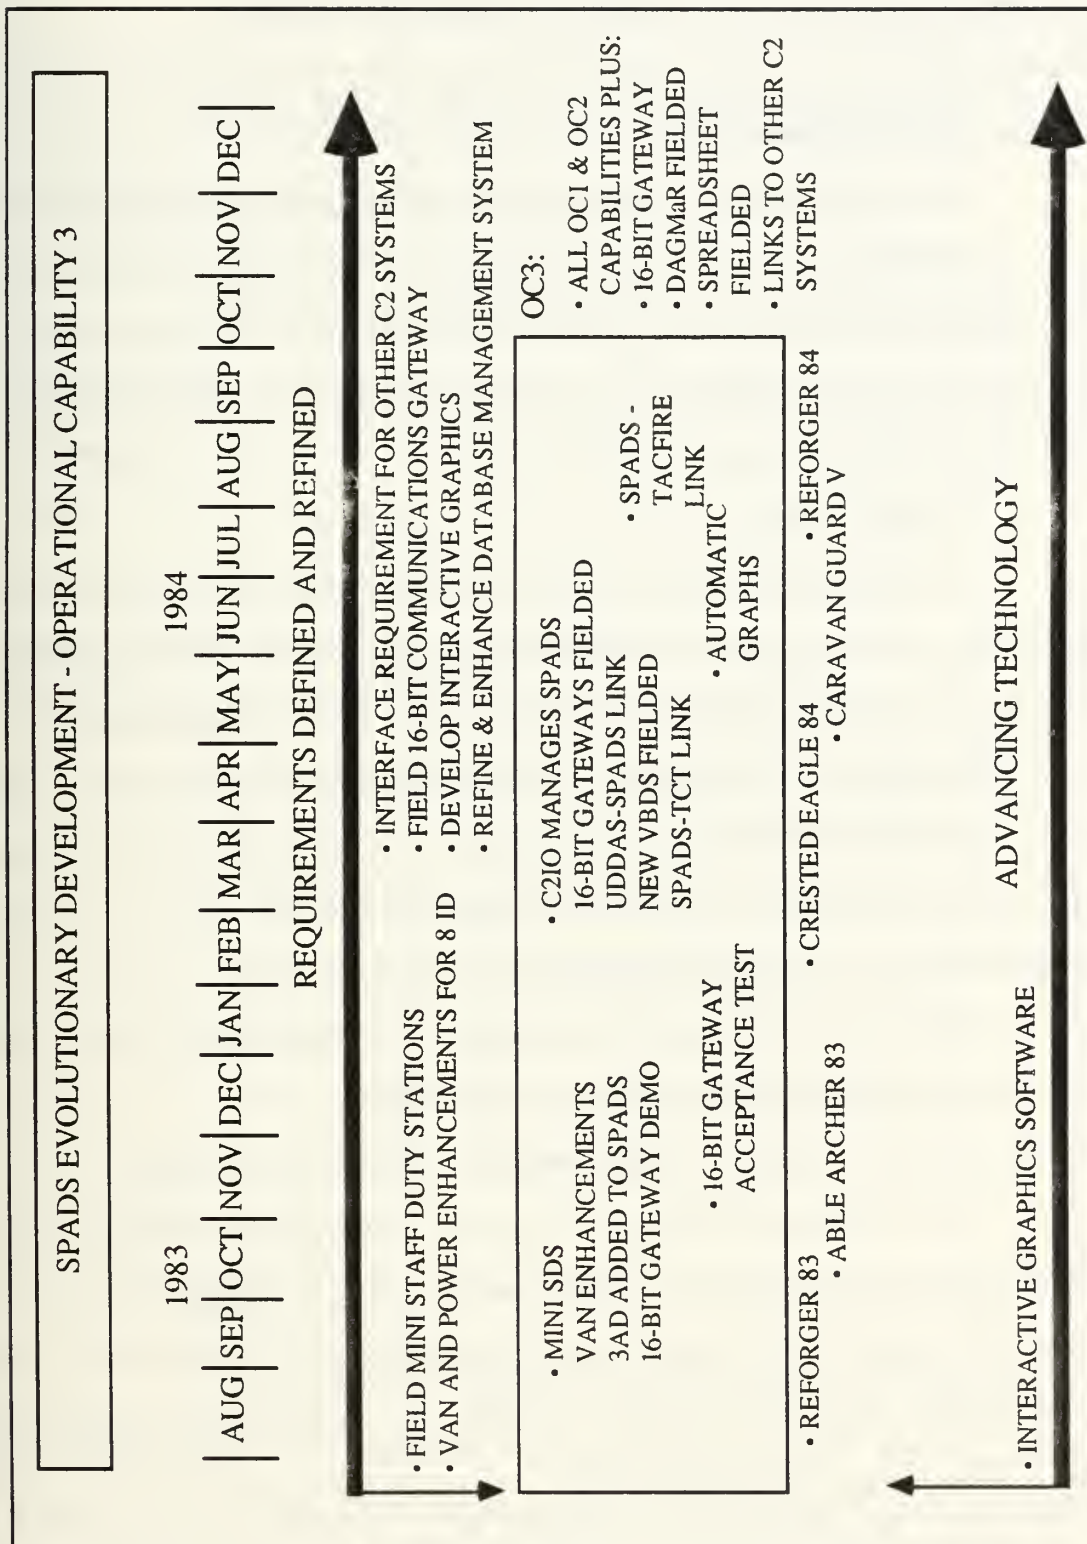 SPADS EVOLUTIONARY DEVELOPMENT - OPERATIONAL CAPABILITY 3
1983
1984
AUG SEP OCT NOV DEC JAN FEB MAR APR MAY JUN JUL AUG SEP OCT NOV DEC
REQUIREMENTS DEFINED AND REFINED
• FIELD MINI STAFF DUTY STATIONS
• VAN AND POWER ENHANCEMENTS FOR 8 ID
• INTERFACE REQUIREMENT FOR OTHER C2 SYSTEMS
• FIELD 16-BIT COMMUNICATIONS GATEWAY
• DEVELOP INTERACTIVE GRAPHICS
• REFINE & ENHANCE DATABASE MANAGEMENT SYSTEM
• MINI SDS
VAN ENHANCEMENTS
3AD ADDED TO SPADS
16-BIT GATEWAY DEMO
• 16-BIT GATEWAY
ACCEPTANCE TEST
• C2IO MANAGES SPADS
16-BIT GATEWAYS FIELDED
UDDAS-SPADS LINK
NEW VBDS FIELDED
SPADS-TCT LINK
• AUTOMATIC
GRAPHS
• SPADS -
TACFIRE
LINK
OC3:
• ALL OC1 & OC2
CAPABILITIES PLUS:
• 16-BIT GATEWAY
• DAGMaR FIELDED
• SPREADSHEET
FIELDED
• LINKS TO OTHER C2
SYSTEMS
• REFORGER 83
• ABLE ARCHER 83
• CRESTED EAGLE 84
• CARAVAN GUARD V
• REFORGER 84
• INTERACTIVE GRAPHICS SOFTWARE
ADVANCING TECHNOLOGY